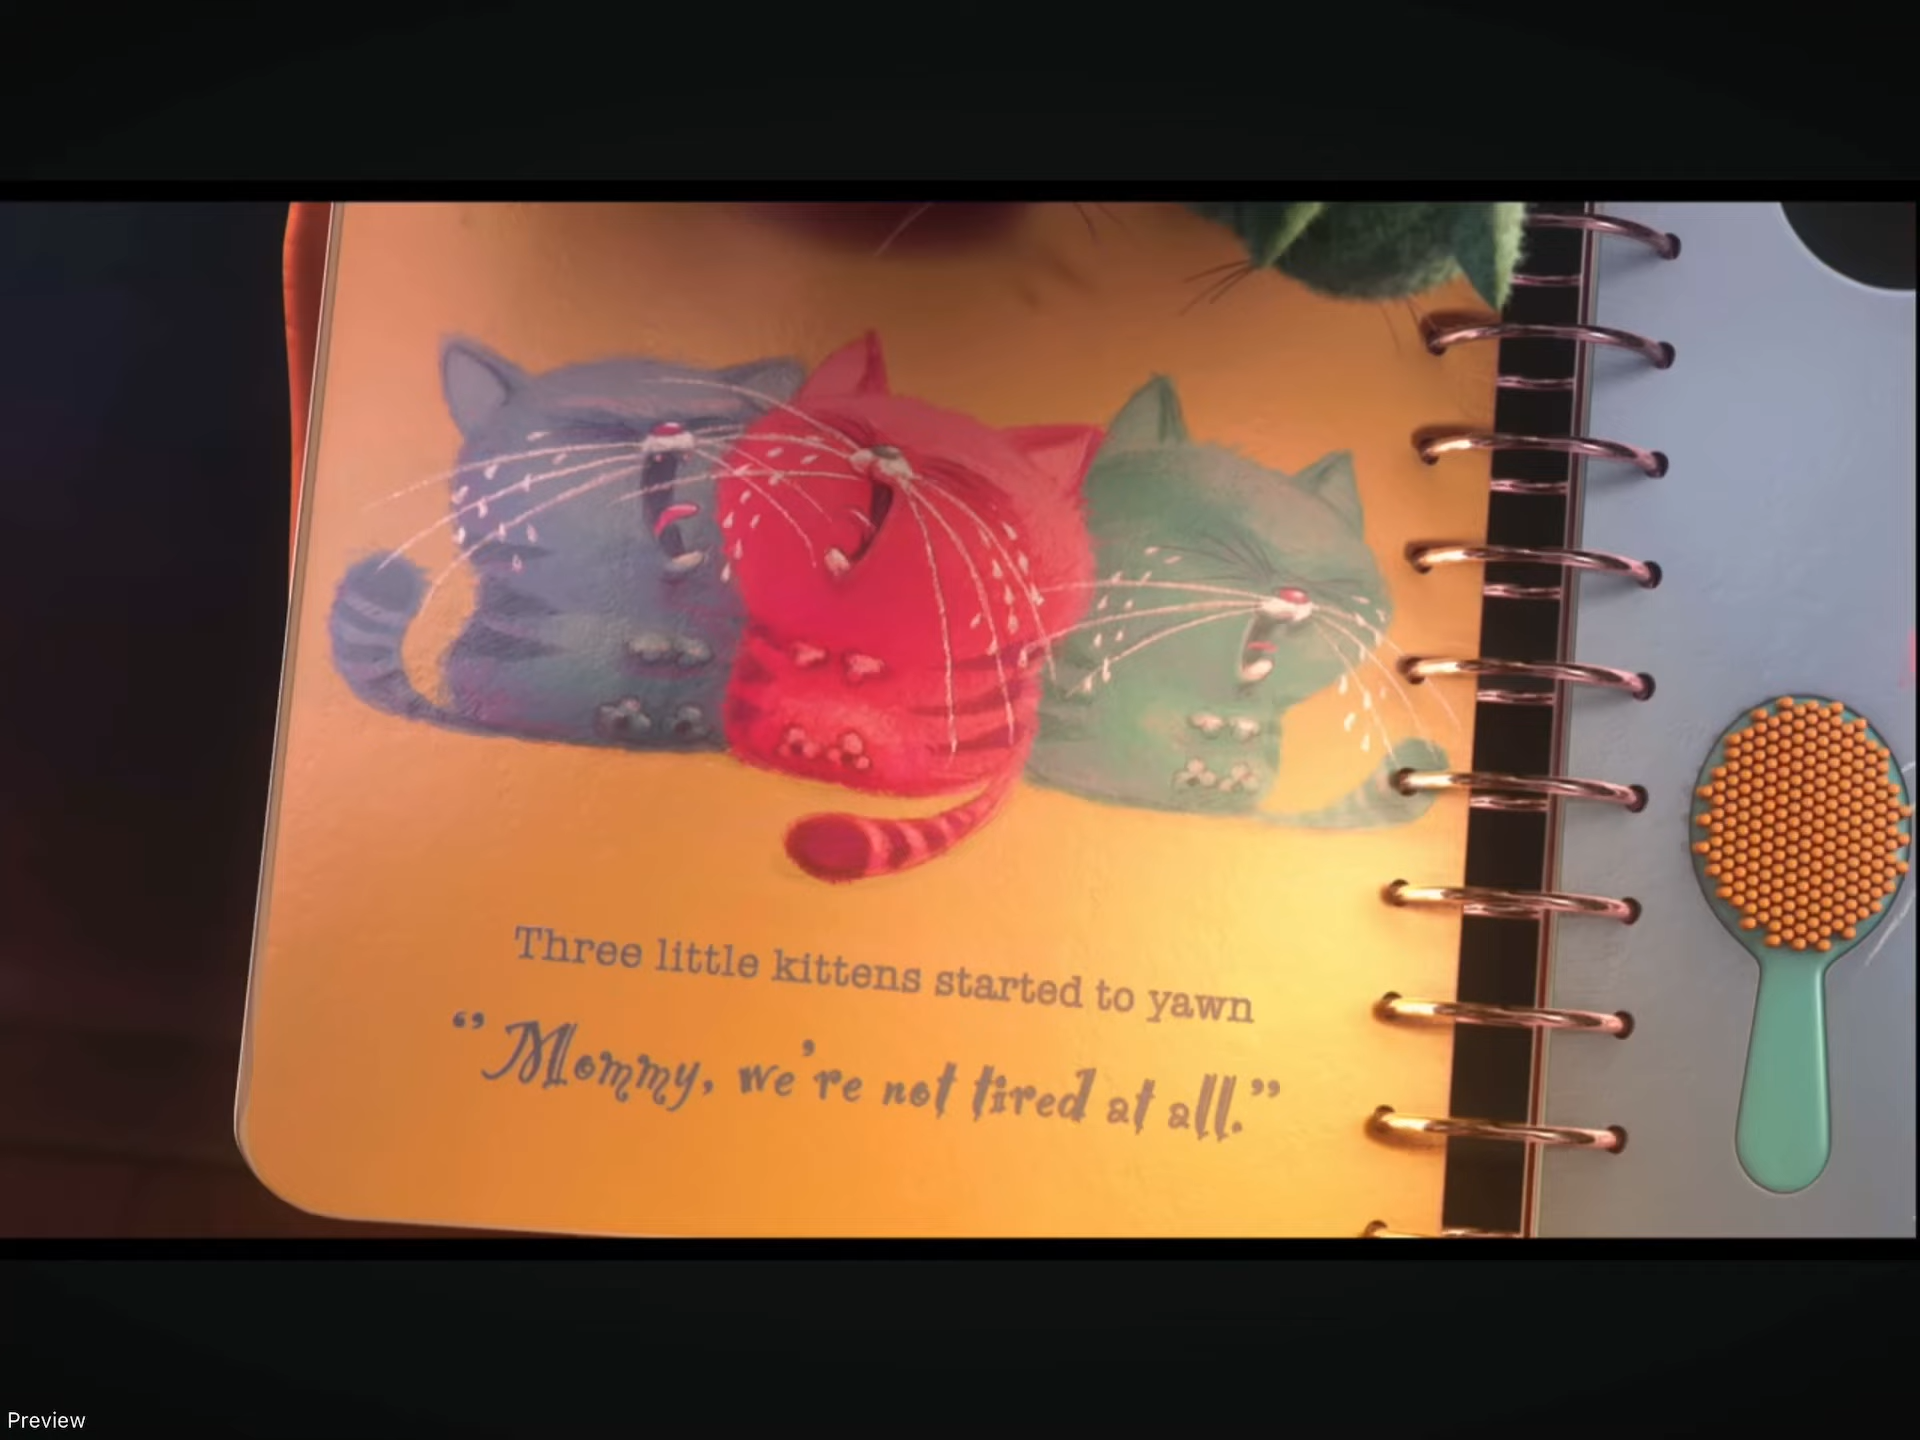 Three little kittens started to yawn
“Mommy, we're not tired at all.”
Preview